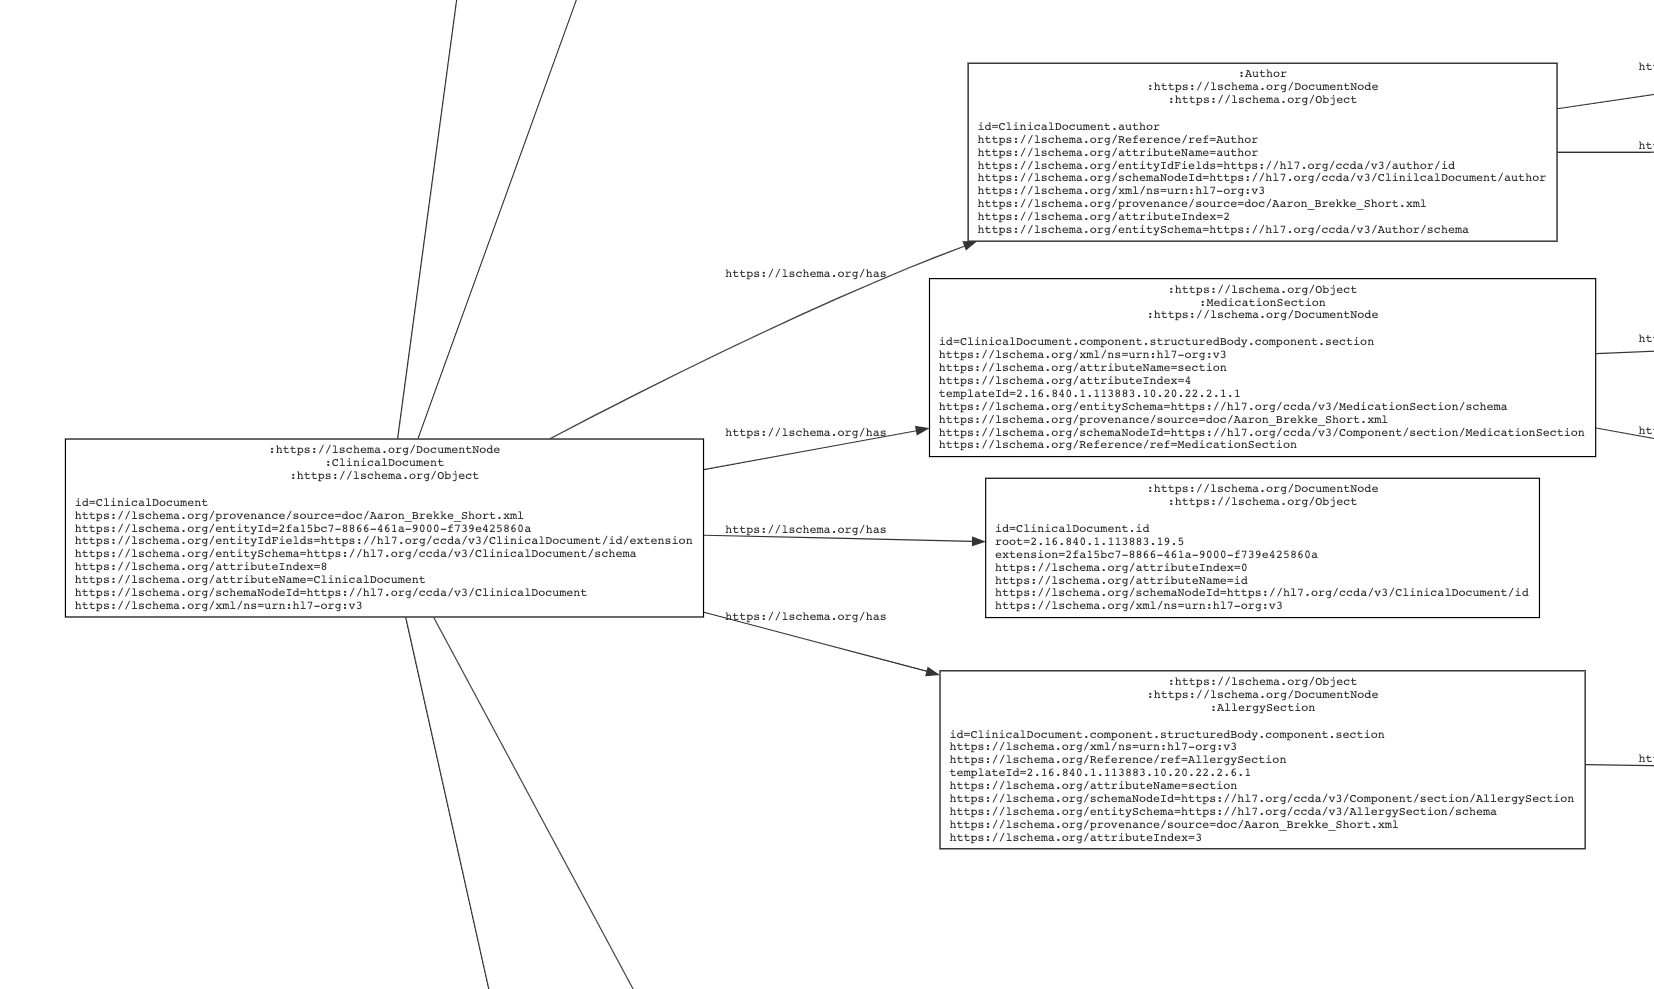 :Author
:https://lschema.org/DocumentNode
:https://lschema.org/Object
id=ClinicalDocument.author
https://lschema.org/Reference/ref=Author
https://lschema.org/attributeName=author
https://lschema.org/entityIdFields=https://hl7.org/ccda/v3/author/id
https://lschema.org/schemaNodeId=https://hl7.org/ccda/v3/ClinilcalDocument/author
https://lschema.org/xml/ns=urn:hl7-org:v3
https://lschema.org/provenance/source=doc/Aaron_Brekke_Short.xml
https://lschema.org/attributeIndex=2
https://lschema.org/entitySchema=https://hl7.org/ccda/v3/Author/schema
https://lschema.org/has
:https://lschema.org/Object
:MedicationSection
:https://lschema.org/DocumentNode
id=ClinicalDocument.component.structuredBody.component.section
https://lschema.org/xml/ns=urn:hl7-org:v3
https://lschema.org/attributeName=section
https://lschema.org/attributeIndex=4
templateId=2.16.840.1.113883.10.20.22.2.1.1
https://lschema.org/entitySchema=https://hl7.org/ccda/v3/MedicationSection/schema
https://lschema.org/provenance/source=doc/Aaron_Brekke_Short.xml
https://lschema.org/schemaNodeId=https://hl7.org/ccda/v3/Component/section/MedicationSection
https://lschema.org/Reference/ref=MedicationSection
https://lschema.org/has
:https://lschema.org/DocumentNode
:ClinicalDocument
:https://lschema.org/Object
id=ClinicalDocument
https://lschema.org/provenance/source=doc/Aaron_Brekke_Short.xml
https://lschema.org/entityId=2fa15bc7-8866-461a-9000-f739e425860a
https://lschema.org/entityIdFields=https://hl7.org/ccda/v3/ClinicalDocument/id/extension
https://lschema.org/entitySchema=https://hl7.org/ccda/v3/ClinicalDocument/schema
https://lschema.org/attributeIndex=8
https://lschema.org/attributeName=ClinicalDocument
https://lschema.org/schemaNodeId=https://hl7.org/ccda/v3/ClinicalDocument
https://lschema.org/xml/ns=urn:hl7-org:v3
https://lschema.org/has
:https://lschema.org/DocumentNode
:https://lschema.org/Object
id=ClinicalDocument.id
root=2.16.840.1.113883.19.5
extension=2fa15bc7-8866-461a-9000-f739e425860a
https://lschema.org/attributeIndex=0
https://lschema.org/attributeName=id
https://lschema.org/schemaNodeId=https://hl7.org/ccda/v3/ClinicalDocument/id
https://lschema.org/xml/ns=urn:hl7-org:v3
https://lschema.org/has
:https://lschema.org/Object
:https://lschema.org/DocumentNode
:AllergySection
id=ClinicalDocument.component.structuredBody.component.section
https://lschema.org/xml/ns=urn:hl7-org:v3
https://lschema.org/Reference/ref=AllergySection
templateId=2.16.840.1.113883.10.20.22.2.6.1
https://lschema.org/attributeName=section
https://lschema.org/schemaNodeId=https://hl7.org/ccda/v3/Component/section/AllergySection
https://lschema.org/entitySchema=https://hl7.org/ccda/v3/AllergySection/schema
https://lschema.org/provenance/source=doc/Aaron_Brekke_Short.xml
https://lschema.org/attributeIndex=3